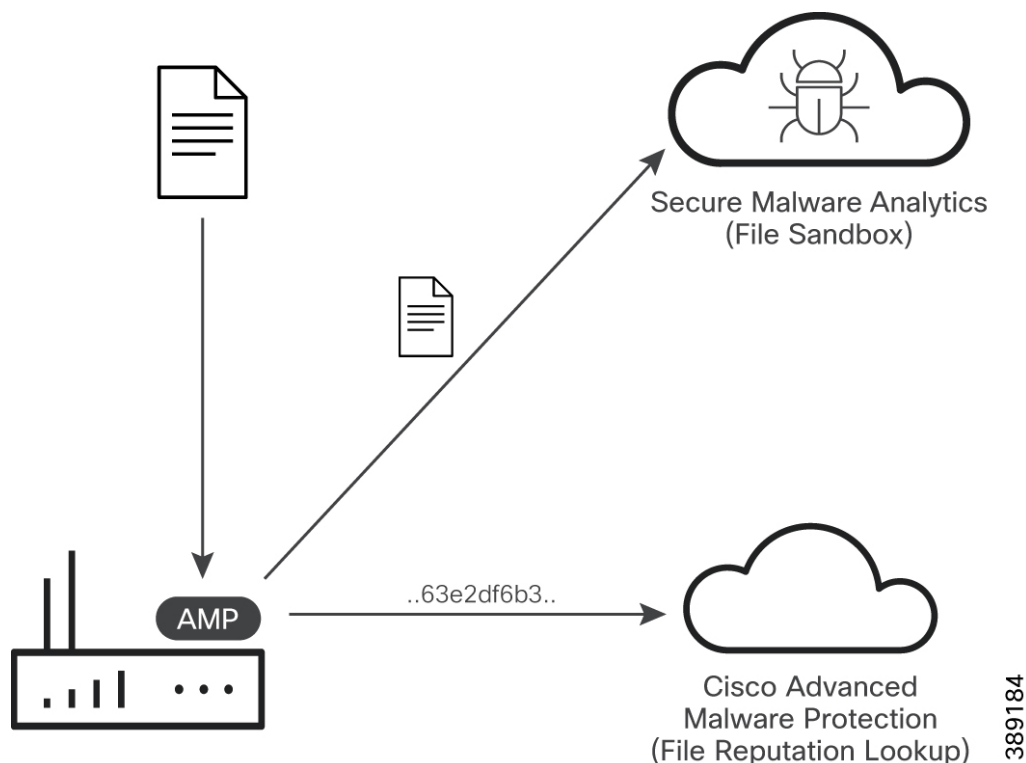 Secure Malware Analytics
(File Sandbox)
AMP
..63e2df6b3..
Cisco Advanced
Malware Protection
(File Reputation Lookup)
389184